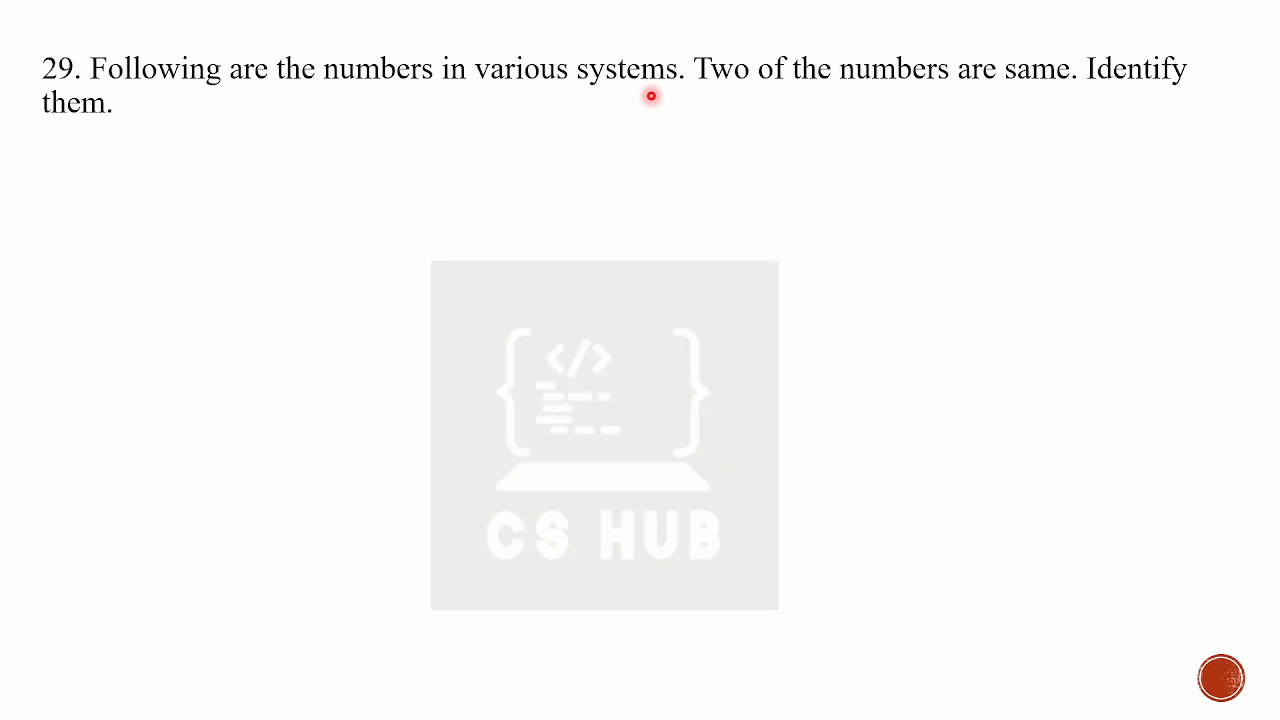 29. Following are the numbers in various systems. Two of the numbers are same. Identify
them.
</>
CS HUB